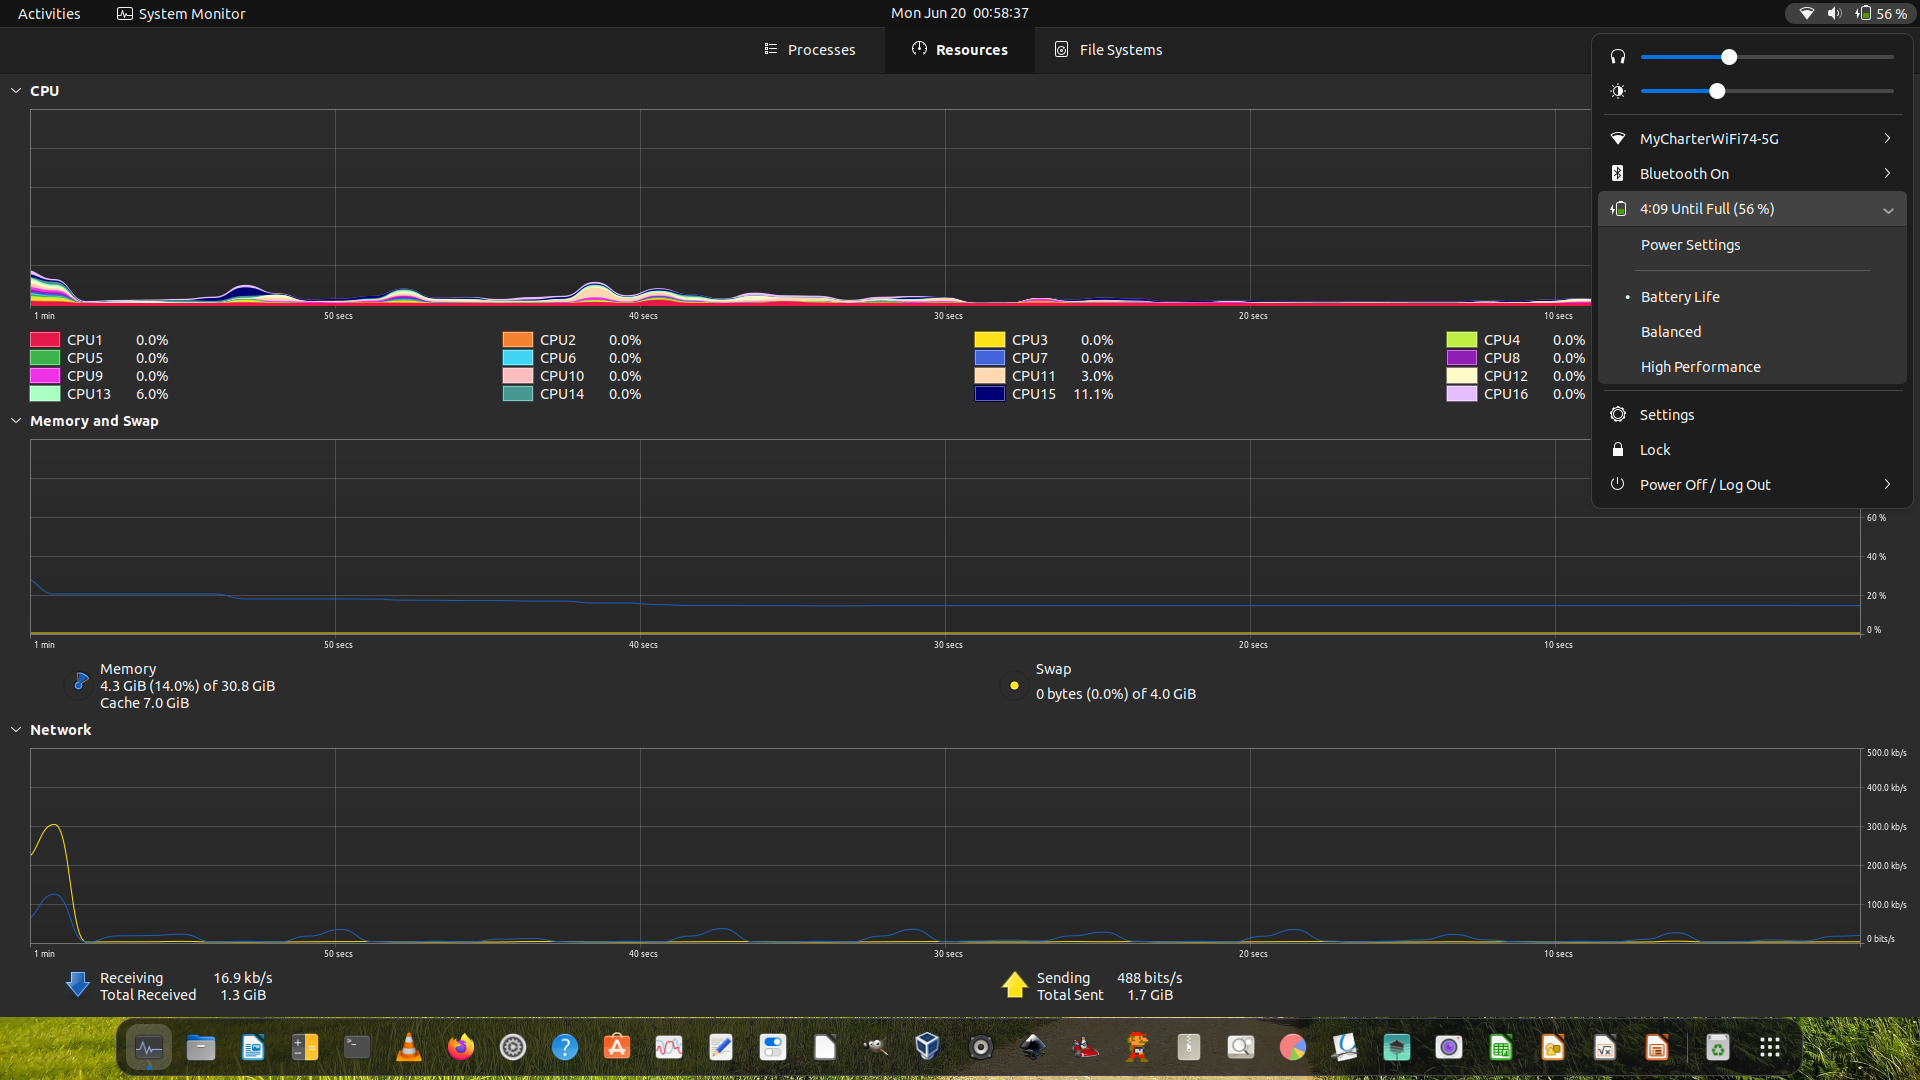 Activities System Monitor Mon Jun 20 00:58:37 56 %
Processes Resources File Systems
CPU
1 min 50 secs 40 secs 30 secs 20 secs 10 secs
CPU1 0.0% CPU2 0.0% CPU3 0.0% CPU4 0.0%
CPU5 0.0% CPU6 0.0% CPU7 0.0% CPU8 0.0%
CPU9 0.0% CPU10 0.0% CPU11 3.0% CPU12 0.0%
CPU13 6.0% CPU14 0.0% CPU15 11.1% CPU16 0.0%
MyCharterWiFi74-5G
Bluetooth On
4:09 Until Full (56 %)
Power Settings
• Battery Life
Balanced
High Performance
Settings
Lock
Power Off / Log Out
Memory and Swap
60 %
40 %
20 %
0 %
1 min 50 secs 40 secs 30 secs 20 secs 10 secs
Memory
4.3 GiB (14.0%) of 30.8 GiB
Cache 7.0 GiB
Swap
0 bytes (0.0%) of 4.0 GiB
Network
500.0 kb/s
400.0 kb/s
300.0 kb/s
200.0 kb/s
100.0 kb/s
0 bits/s
1 min 50 secs 40 secs 30 secs 20 secs 10 secs
Receiving 16.9 kb/s
Total Received 1.3 GiB
Sending 488 bits/s
Total Sent 1.7 GiB